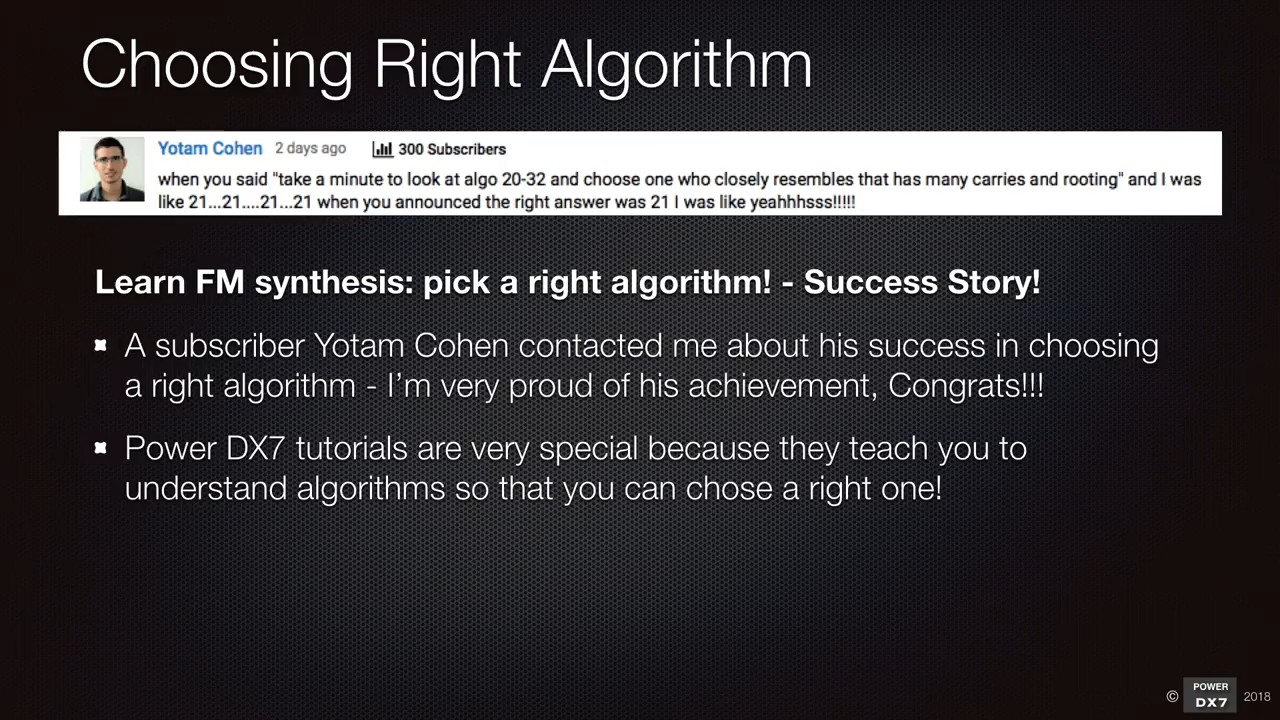 Choosing Right Algorithm
Yotam Cohen 2 days ago 300 Subscribers
when you said "take a minute to look at algo 20-32 and choose one who closely resembles that has many carries and rooting" and I was
like 21...21....21...21 when you announced the right answer was 21 I was like yeahhhsss!!!!!
Learn FM synthesis: pick a right algorithm! - Success Story!
A subscriber Yotam Cohen contacted me about his success in choosing
a right algorithm - I’m very proud of his achievement, Congrats!!!
Power DX7 tutorials are very special because they teach you to
understand algorithms so that you can chose a right one!
© POWER DX7 2018